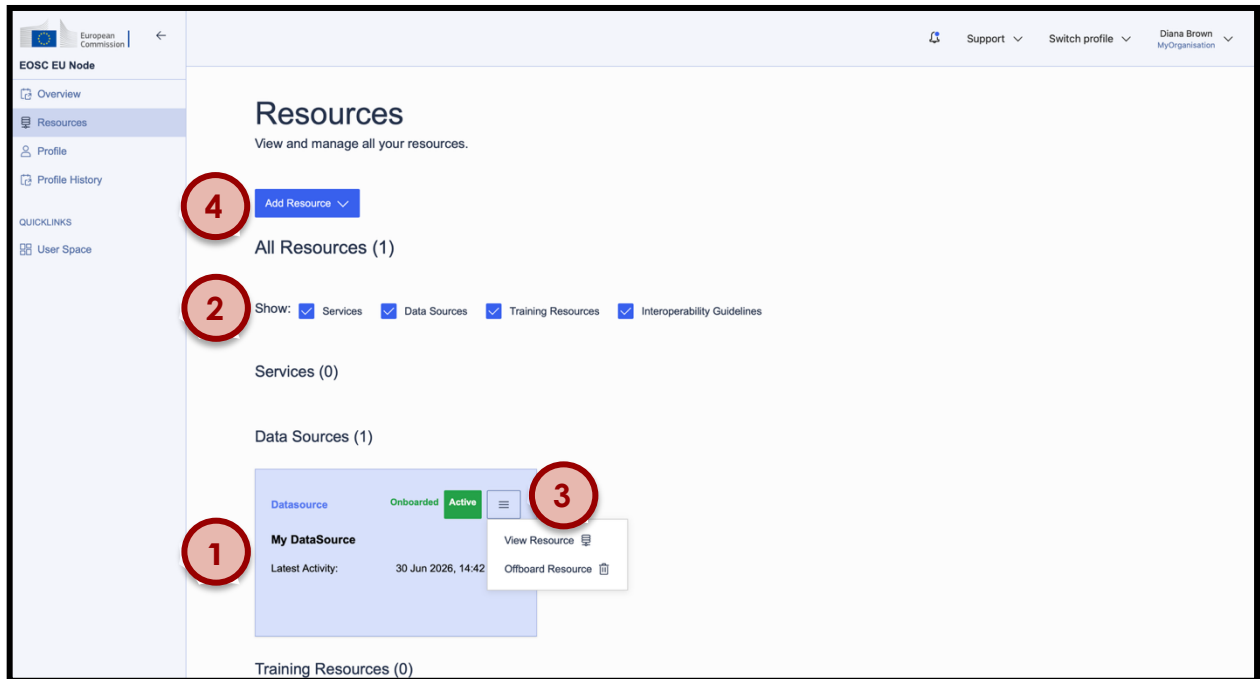 European
Commission
EOSC EU Node
Overview
Resources
Profile
Profile History
QUICKLINKS
User Space
Support
Switch profile
Diana Brown
MyOrganisation
Resources
View and manage all your resources.
4
Add Resource
All Resources (1)
2
Show: Services Data Sources Training Resources Interoperability Guidelines
Services (0)
Data Sources (1)
3
Datasource Onboarded Active
1
My DataSource
View Resource
Latest Activity: 30 Jun 2026, 14:42
Offboard Resource
Training Resources (0)